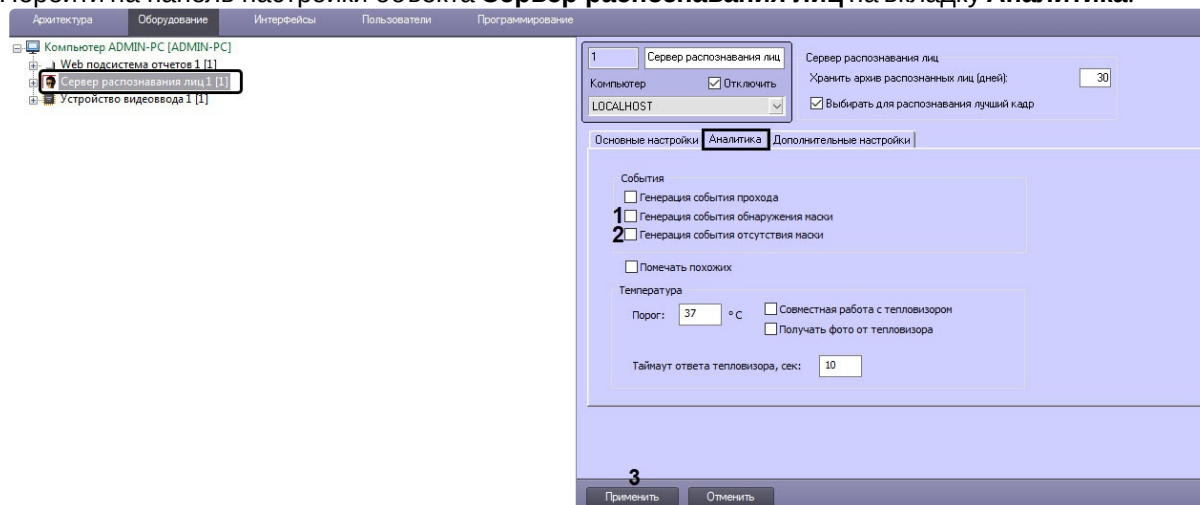 Перейти на панель настройки объекта Сервер распознавания лиц на вкладку Аналитика.
Архитектура Оборудование Интерфейсы Пользователи Программирование
Компьютер ADMIN-PC [ADMIN-PC]
Web подсистема отчетов 1 [1]
Сервер распознавания лиц 1 [1]
Устройство видеоввода 1 [1]
1 Сервер распознавания лиц
Компьютер Отключить
LOCALHOST
Сервер распознавания лиц
Хранить архив распознанных лиц (дней): 30
Выбирать для распознавания лучший кадр
Основные настройки Аналитика Дополнительные настройки
События
Генерация события прохода
1 Генерация события обнаружения маски
2 Генерация события отсутствия маски
Помечать похожих
Температура
Порог: 37 °C Совместная работа с тепловизором
Получать фото от тепловизора
Таймаут ответа тепловизора, сек: 10
3
Применить Отменить